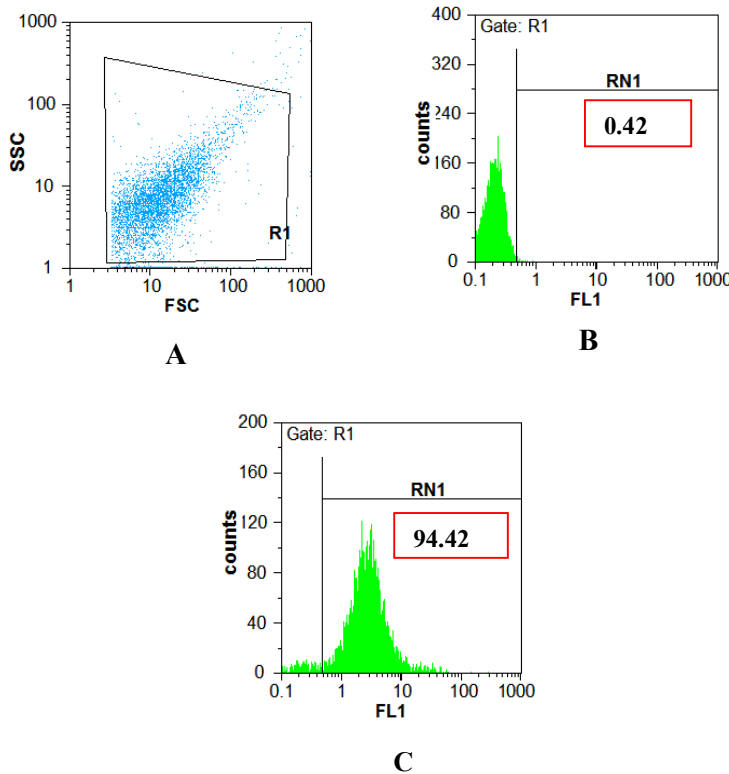 1000
100
10
1
SSC
R1
1 10 100 1000
FSC
A
400
320
240
160
80
0
counts
Gate: R1
RN1
0.42
0.1 1 10 100 1000
FL1
B
200
160
120
80
40
0
counts
Gate: R1
RN1
94.42
0.1 1 10 100 1000
FL1
C